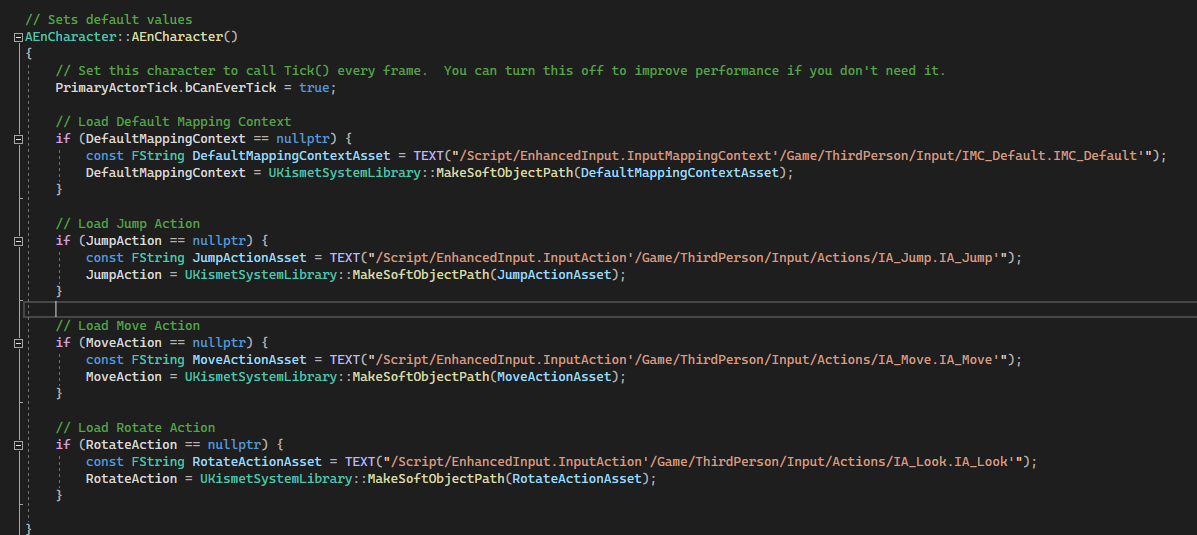 // Sets default values
AEnCharacter::AEnCharacter()
{
// Set this character to call Tick() every frame.  You can turn this off to improve performance if you don't need it.
PrimaryActorTick.bCanEverTick = true;
// Load Default Mapping Context
if (DefaultMappingContext == nullptr) {
const FString DefaultMappingContextAsset = TEXT("/Script/EnhancedInput.InputMappingContext'/Game/ThirdPerson/Input/IMC_Default.IMC_Default'");
DefaultMappingContext = UKismetSystemLibrary::MakeSoftObjectPath(DefaultMappingContextAsset);
}
// Load Jump Action
if (JumpAction == nullptr) {
const FString JumpActionAsset = TEXT("/Script/EnhancedInput.InputAction'/Game/ThirdPerson/Input/Actions/IA_Jump.IA_Jump'");
JumpAction = UKismetSystemLibrary::MakeSoftObjectPath(JumpActionAsset);
}
// Load Move Action
if (MoveAction == nullptr) {
const FString MoveActionAsset = TEXT("/Script/EnhancedInput.InputAction'/Game/ThirdPerson/Input/Actions/IA_Move.IA_Move'");
MoveAction = UKismetSystemLibrary::MakeSoftObjectPath(MoveActionAsset);
}
// Load Rotate Action
if (RotateAction == nullptr) {
const FString RotateActionAsset = TEXT("/Script/EnhancedInput.InputAction'/Game/ThirdPerson/Input/Actions/IA_Look.IA_Look'");
RotateAction = UKismetSystemLibrary::MakeSoftObjectPath(RotateActionAsset);
}
}